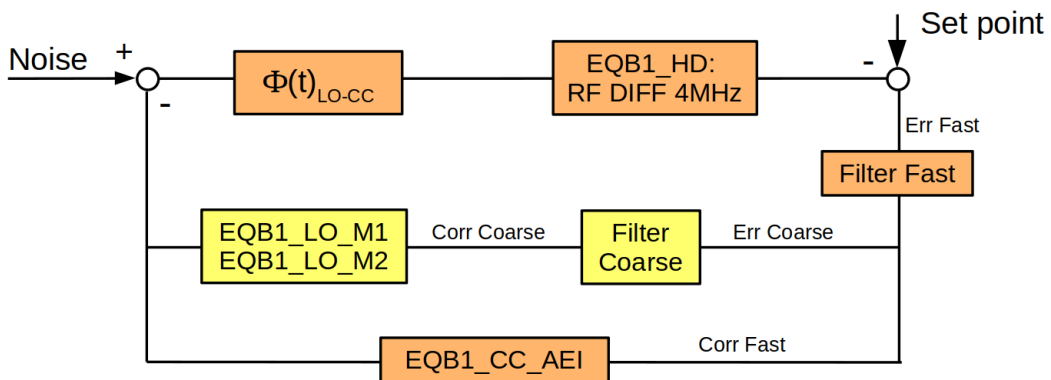 Set point
Noise
+
-
Φ(t)LO-CC
EQB1_HD:
RF DIFF 4MHz
-
Err Fast
Filter Fast
EQB1_LO_M1
EQB1_LO_M2
Corr Coarse
Filter
Coarse
Err Coarse
EQB1_CC_AEI
Corr Fast